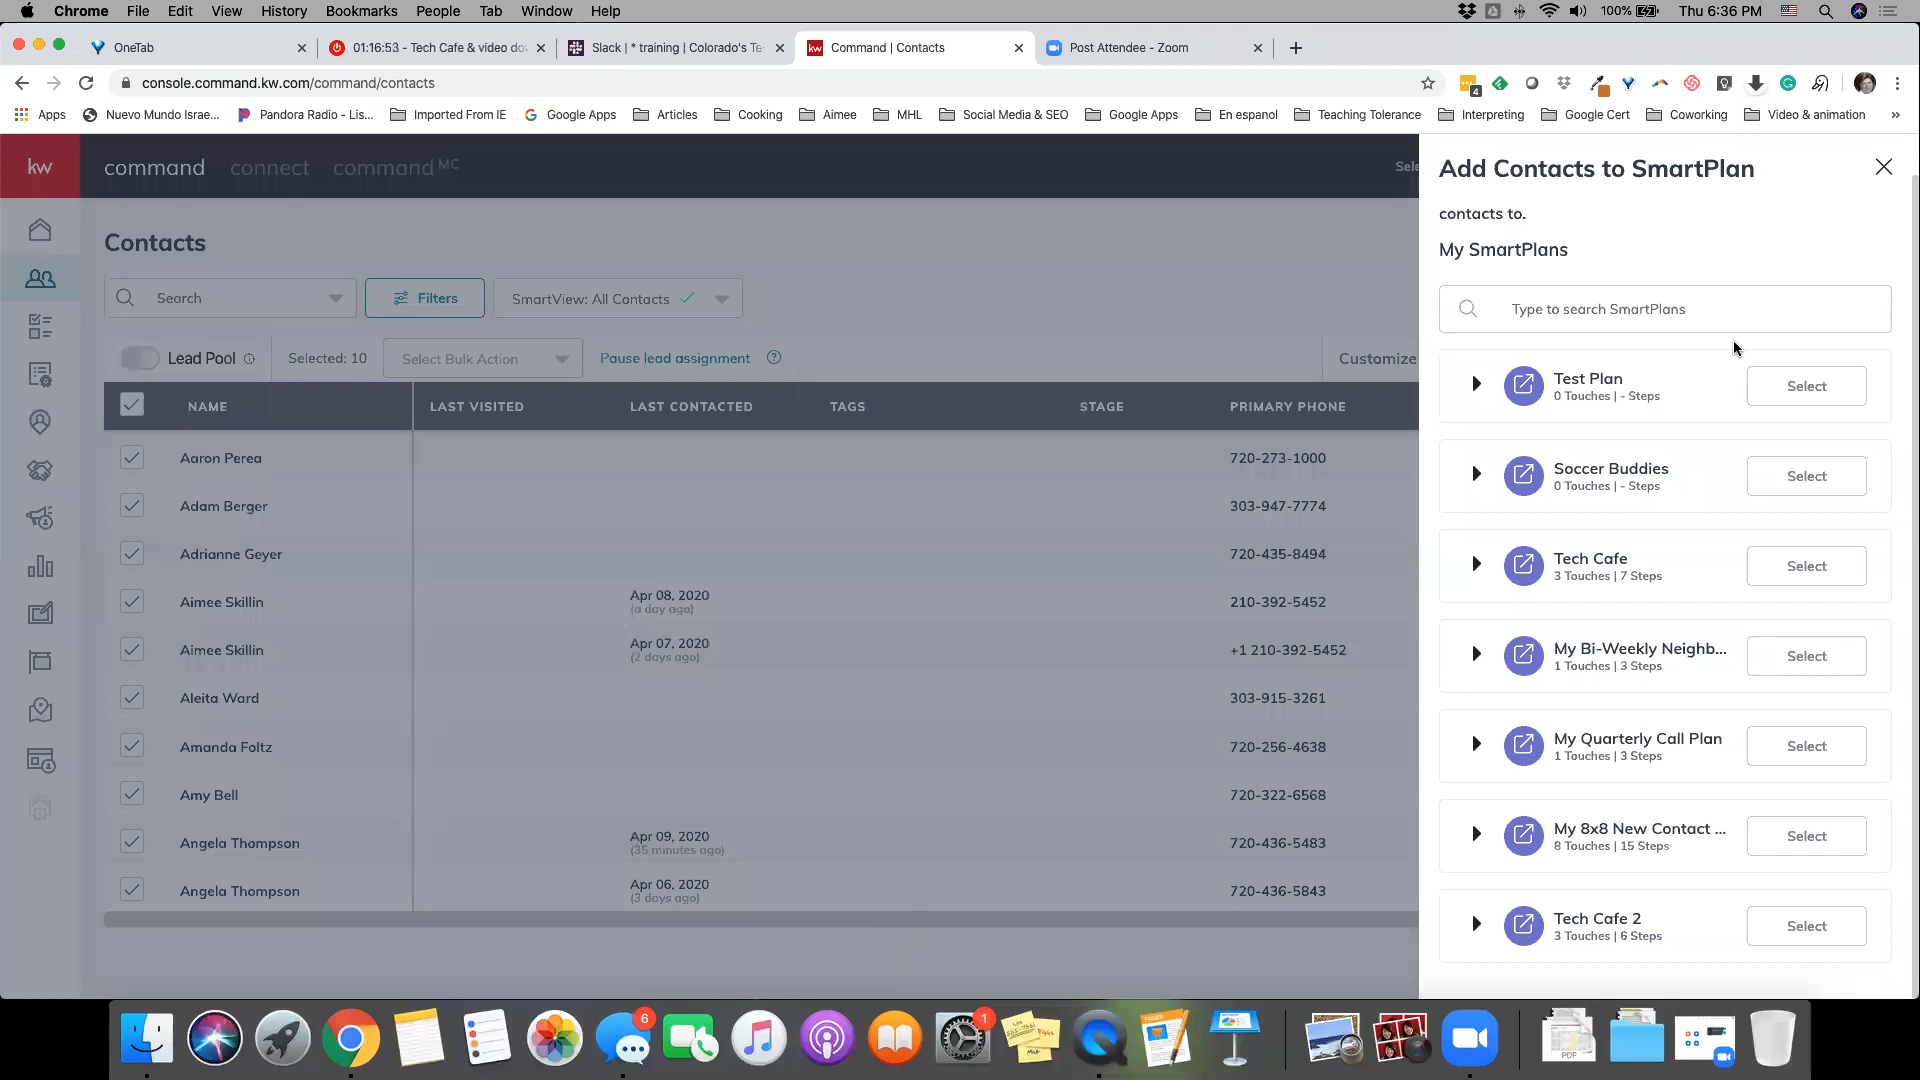 Chrome File Edit View History Bookmarks People Tab Window Help
100% Thu 6:36 PM
OneTab
01:16:53 - Tech Cafe & video do
Slack | * training | Colorado's Te
Command | Contacts
Post Attendee - Zoom
console.command.kw.com/command/contacts
4
Apps Nuevo Mundo Israe... Pandora Radio - Lis... Imported From IE Google Apps Articles Cooking Aimee MHL Social Media & SEO Google Apps En espanol Teaching Tolerance Interpreting Google Cert Coworking Video & animation »
kw command connect command MC
Sele
Contacts
Search
Filters
SmartView: All Contacts
Lead Pool
Selected: 10
Select Bulk Action
Pause lead assignment ?
Customize
NAME LAST VISITED LAST CONTACTED TAGS STAGE PRIMARY PHONE
Aaron Perea 720-273-1000
Adam Berger 303-947-7774
Adrianne Geyer 720-435-8494
Aimee Skillin Apr 08, 2020 210-392-5452
(a day ago)
Aimee Skillin Apr 07, 2020 +1 210-392-5452
(2 days ago)
Aleita Ward 303-915-3261
Amanda Foltz 720-256-4638
Amy Bell 720-322-6568
Angela Thompson Apr 09, 2020 720-436-5483
(35 minutes ago)
Angela Thompson Apr 06, 2020 720-436-5843
(3 days ago)
Add Contacts to SmartPlan
contacts to.
My SmartPlans
Type to search SmartPlans
Test Plan
0 Touches | - Steps
Select
Soccer Buddies
0 Touches | - Steps
Select
Tech Cafe
3 Touches | 7 Steps
Select
My Bi-Weekly Neighb...
1 Touches | 3 Steps
Select
My Quarterly Call Plan
1 Touches | 3 Steps
Select
My 8x8 New Contact ...
8 Touches | 15 Steps
Select
Tech Cafe 2
3 Touches | 6 Steps
Select
6
1
PDF